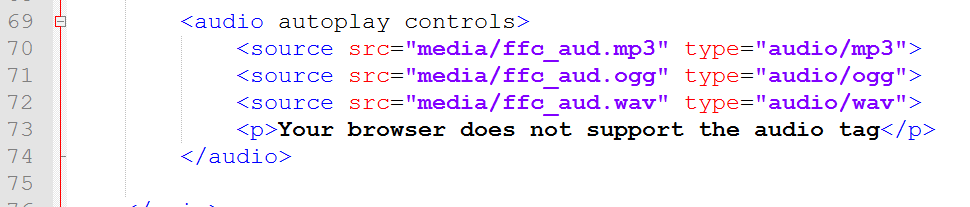 69 <audio autoplay controls>
70 <source src="media/ffc_aud.mp3" type="audio/mp3">
71 <source src="media/ffc_aud.ogg" type="audio/ogg">
72 <source src="media/ffc_aud.wav" type="audio/wav">
73 <p>Your browser does not support the audio tag</p>
74 </audio>
75